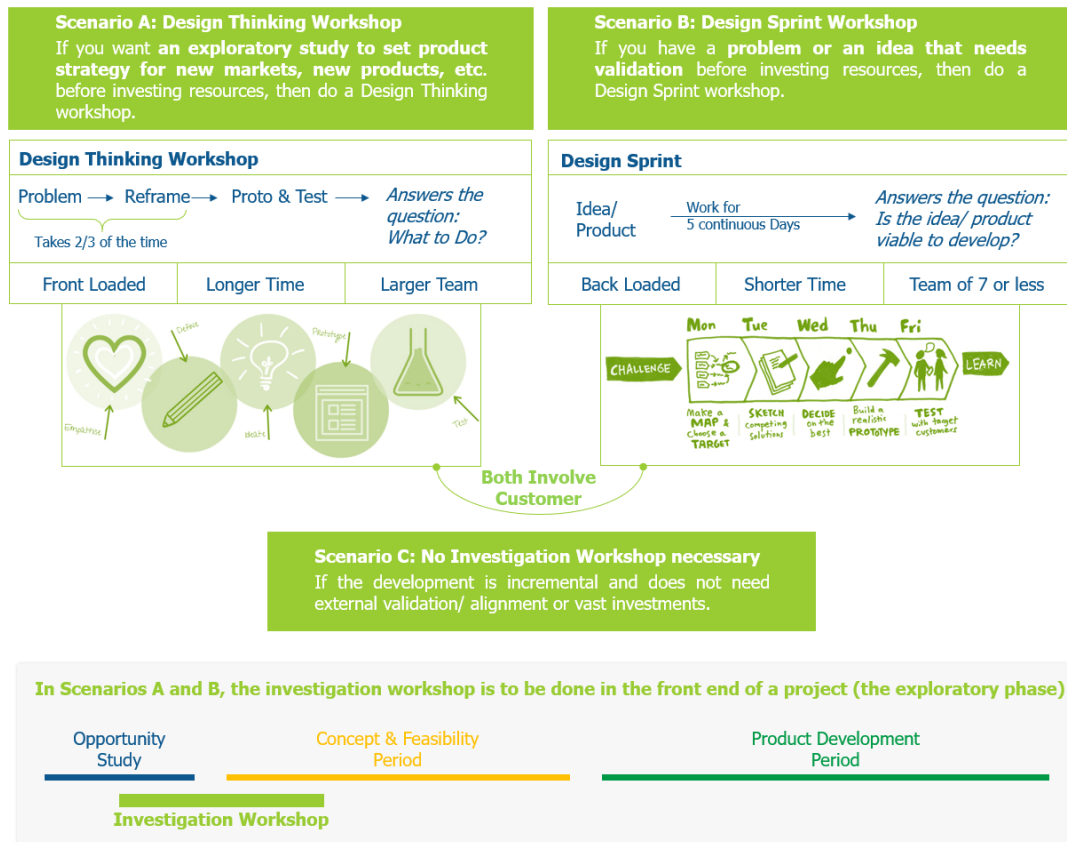 Scenario A: Design Thinking Workshop
If you want an exploratory study to set product
strategy for new markets, new products, etc.
before investing resources, then do a Design Thinking
workshop.
Scenario B: Design Sprint Workshop
If you have a problem or an idea that needs
validation before investing resources, then do a
Design Sprint workshop.
Design Thinking Workshop
Problem Reframe Proto & Test
Answers the
question:
What to Do?
Takes 2/3 of the time
Front Loaded Longer Time Larger Team
Empathise
Define
Ideate
Prototype
Test
Design Sprint
Idea/
Product
Work for
5 continuous Days
Answers the question:
Is the idea/ product
viable to develop?
Back Loaded Shorter Time Team of 7 or less
Mon Tue Wed Thu Fri
CHALLENGE
LEARN
Make a
MAP &
Choose a
TARGET
SKETCH
competing
solutions
DECIDE
on the
best
Build a
realistic
PROTOTYPE
TEST
with target
customers
Both Involve
Customer
Scenario C: No Investigation Workshop necessary
If the development is incremental and does not need
external validation/ alignment or vast investments.
In Scenarios A and B, the investigation workshop is to be done in the front end of a project (the exploratory phase)
Opportunity
Study
Concept & Feasibility
Period
Product Development
Period
Investigation Workshop